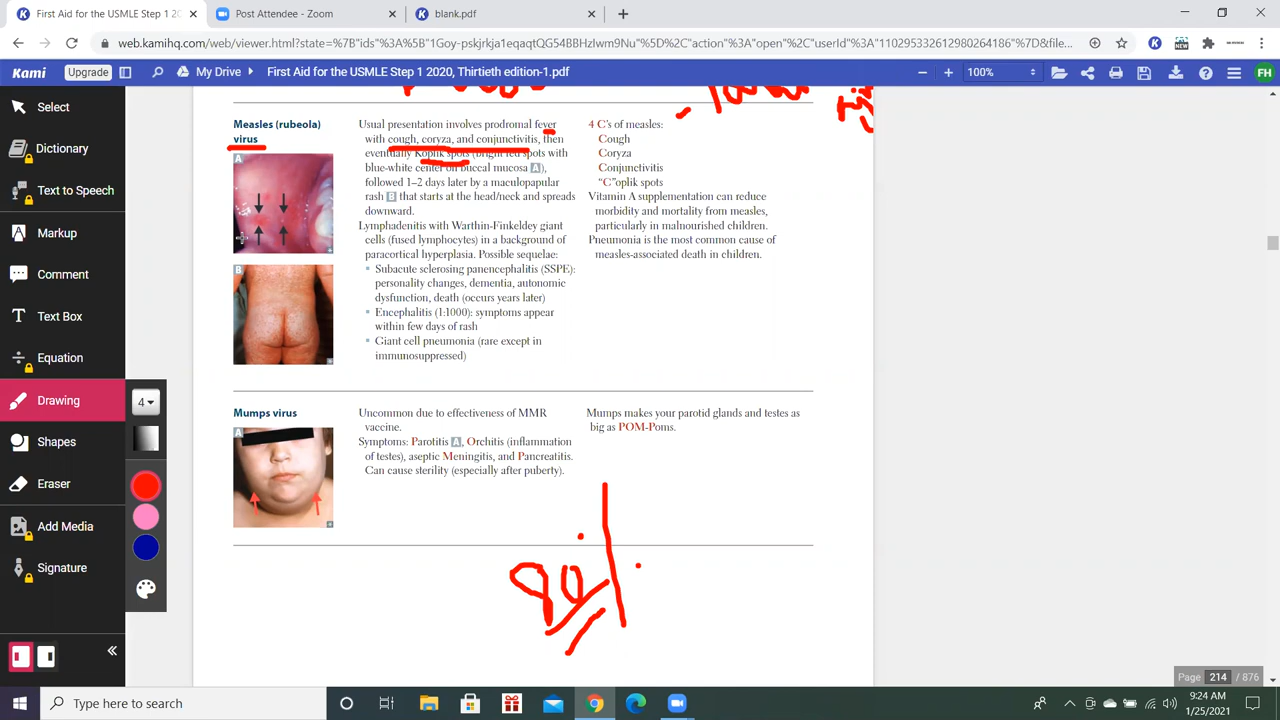 First Aid for the USMLE Step 1 20
Post Attendee - Zoom
blank.pdf
web.kamihq.com/web/viewer.html?state=%7B"ids"%3A%5B"1Goy-pskjrkja1eqaqtQG54BBHzIwm9Nu"%5D%2C"action"%3A"open"%2C"userId"%3A"110295332612980264186"%7D&file...
NEW
Kami
Upgrade
My Drive
First Aid for the USMLE Step 1 2020, Thirtieth edition-1.pdf
100%
FH
Select
Dictionary
Text to Speech
Markup
Comment
Text Box
Equation
Drawing
4
Shapes
Eraser
Add Media
Signature
Measles (rubeola)
virus
A
B
Usual presentation involves prodromal fever
with cough, coryza, and conjunctivitis, then
eventually Koplik spots (bright red spots with
blue-white center on buccal mucosa A),
followed 1–2 days later by a maculopapular
rash B that starts at the head/neck and spreads
downward.
Lymphadenitis with Warthin-Finkeldey giant
cells (fused lymphocytes) in a background of
paracortical hyperplasia. Possible sequelae:
Subacute sclerosing panencephalitis (SSPE):
personality changes, dementia, autonomic
dysfunction, death (occurs years later)
Encephalitis (1:1000): symptoms appear
within few days of rash
Giant cell pneumonia (rare except in
immunosuppressed)
4 C's of measles:
Cough
Coryza
Conjunctivitis
"C"oplik spots
Vitamin A supplementation can reduce
morbidity and mortality from measles,
particularly in malnourished children.
Pneumonia is the most common cause of
measles-associated death in children.
Mumps virus
A
Uncommon due to effectiveness of MMR
vaccine.
Symptoms: Parotitis A, Orchitis (inflammation
of testes), aseptic Meningitis, and Pancreatitis.
Can cause sterility (especially after puberty).
Mumps makes your parotid glands and testes as
big as POM-Poms.
Page 214 / 876
Type here to search
9:24 AM
1/25/2021